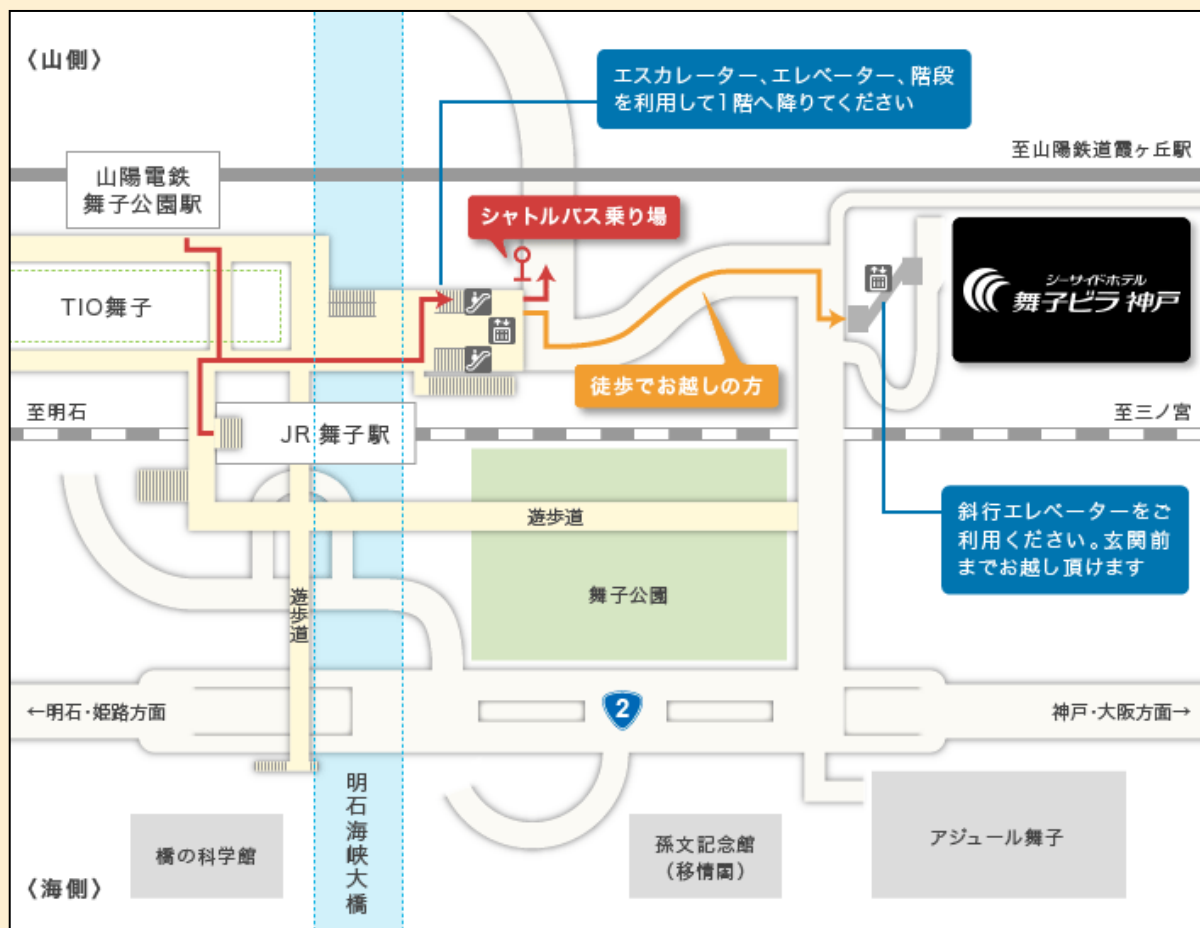 〈山側〉
エスカレーター、エレベーター、階段
を利用して1階へ降りてください
至山陽鉄道霞ヶ丘駅
山陽電鉄
舞子公園駅
シャトルバス乗り場
シーサイドホテル
舞子ビラ 神戸
TIO舞子
徒歩でお越しの方
至明石
至三ノ宮
JR 舞子駅
斜行エレベーターをご
利用ください。玄関前
までお越し頂けます
遊歩道
舞子公園
遊歩道
←明石・姫路方面
2
神戸・大阪方面→
明石海峡大橋
橋の科学館
孫文記念館
（移情閣）
アジュール舞子
〈海側〉